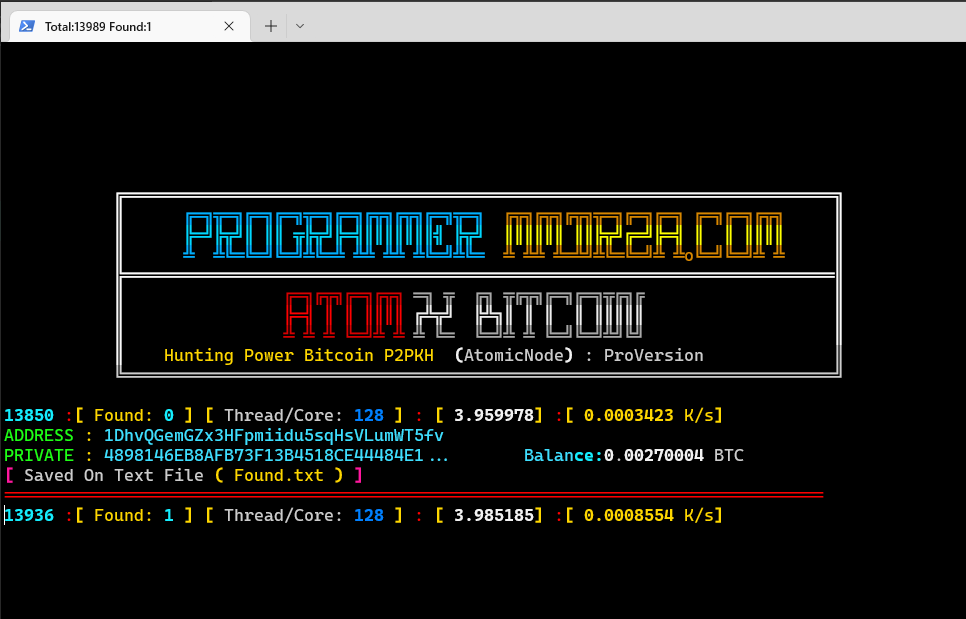 Total:13989 Found:1
PROGRAMMER MMDRZA.COM
ATOM X BITCOIN
Hunting Power Bitcoin P2PKH (AtomicNode) : ProVersion
13850 :[ Found: 0 ] [ Thread/Core: 128 ] : [ 3.959978] :[ 0.0003423 K/s]
ADDRESS : 1DhvQGemGZx3HFpmiidu5sqHsVLumWT5fv
PRIVATE : 4898146EB8AFB73F13B4518CE44484E1... Balance:0.00270004 BTC
[ Saved On Text File ( Found.txt ) ]
13936 :[ Found: 1 ] [ Thread/Core: 128 ] : [ 3.985185] :[ 0.0008554 K/s]